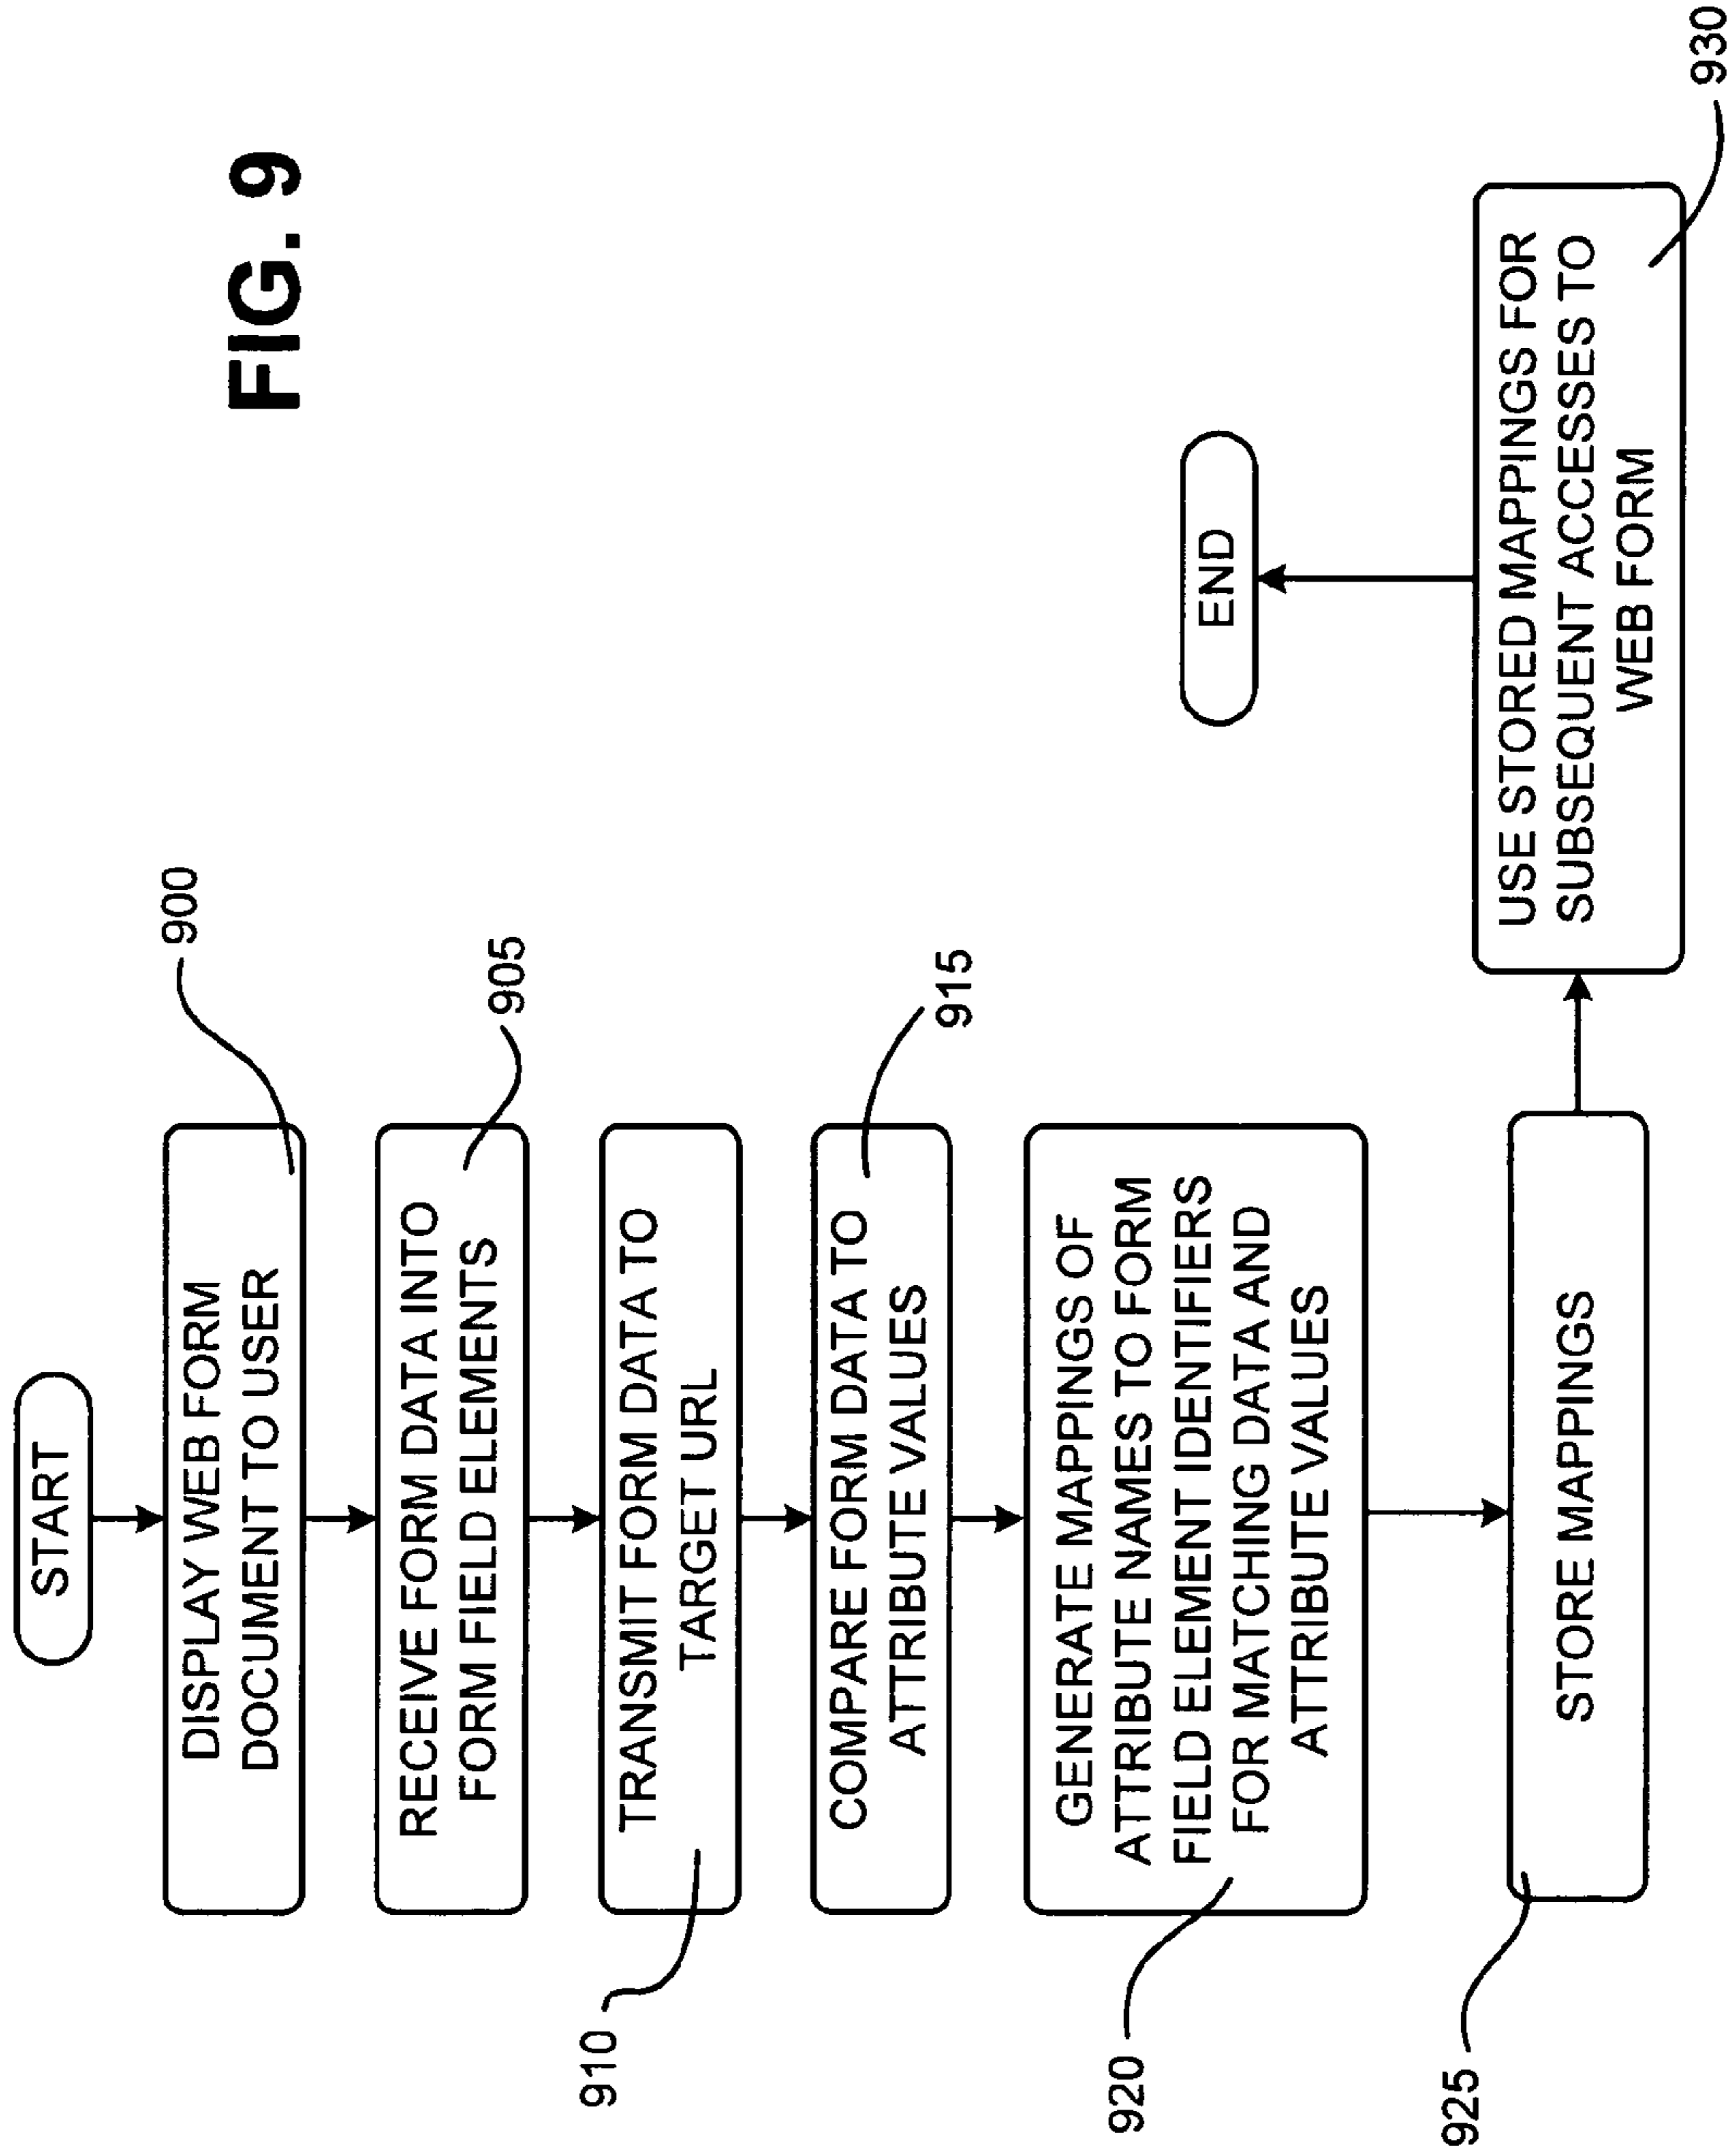 FIG. 9
START
DISPLAY WEB FORM
DOCUMENT TO USER
900
RECEIVE FORM DATA INTO
FORM FIELD ELEMENTS
905
TRANSMIT FORM DATA TO
TARGET URL
910
COMPARE FORM DATA TO
ATTRIBUTE VALUES
915
GENERATE MAPPINGS OF
ATTRIBUTE NAMES TO FORM
FIELD ELEMENT IDENTIFIERS
FOR MATCHING DATA AND
ATTRIBUTE VALUES
920
STORE MAPPINGS
925
USE STORED MAPPINGS FOR
SUBSEQUENT ACCESSES TO
WEB FORM
930
END